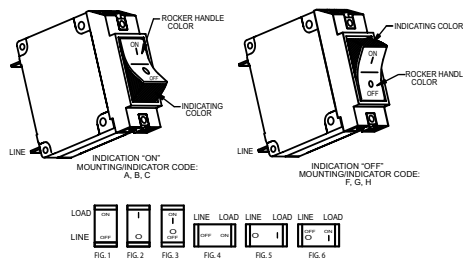 ROCKER HANDLE
COLOR
ON
I
O
OFF
INDICATING
COLOR
LINE
INDICATION "ON"
MOUNTING/INDICATOR CODE:
A, B, C
INDICATING COLOR
ON
I
O
OFF
ROCKER HANDL
COLOR
LINE
INDICATION "OFF"
MOUNTING/INDICATOR CODE:
F, G, H
LOAD
LINE
ON
OFF
FIG. 1
I
O
FIG. 2
ON
I
O
OFF
FIG. 3
LINE LOAD
OFF ON
FIG. 4
LINE LOAD
O I
FIG. 5
LINE LOAD
OFF ON
O I
FIG. 6